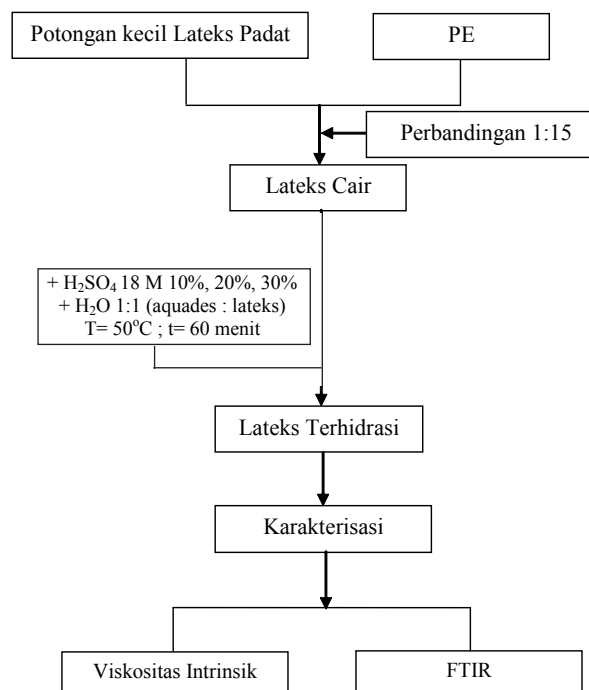 Potongan kecil Lateks Padat
PE
Perbandingan 1:15
Lateks Cair
+ H₂SO₄ 18 M 10%, 20%, 30%
+ H₂O 1:1 (aquades : lateks)
T= 50°C ; t= 60 menit
Lateks Terhidrasi
Karakterisasi
Viskositas Intrinsik
FTIR